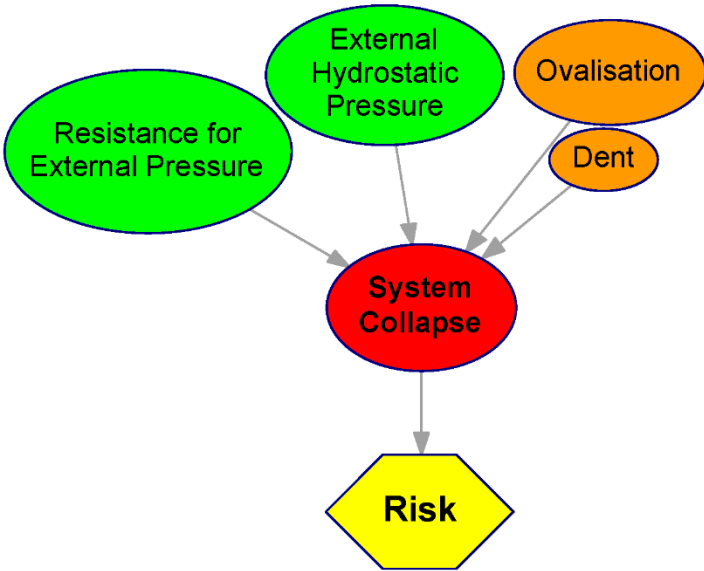 External
Hydrostatic
Pressure
Ovalisation
Resistance for
External Pressure
Dent
System
Collapse
Risk